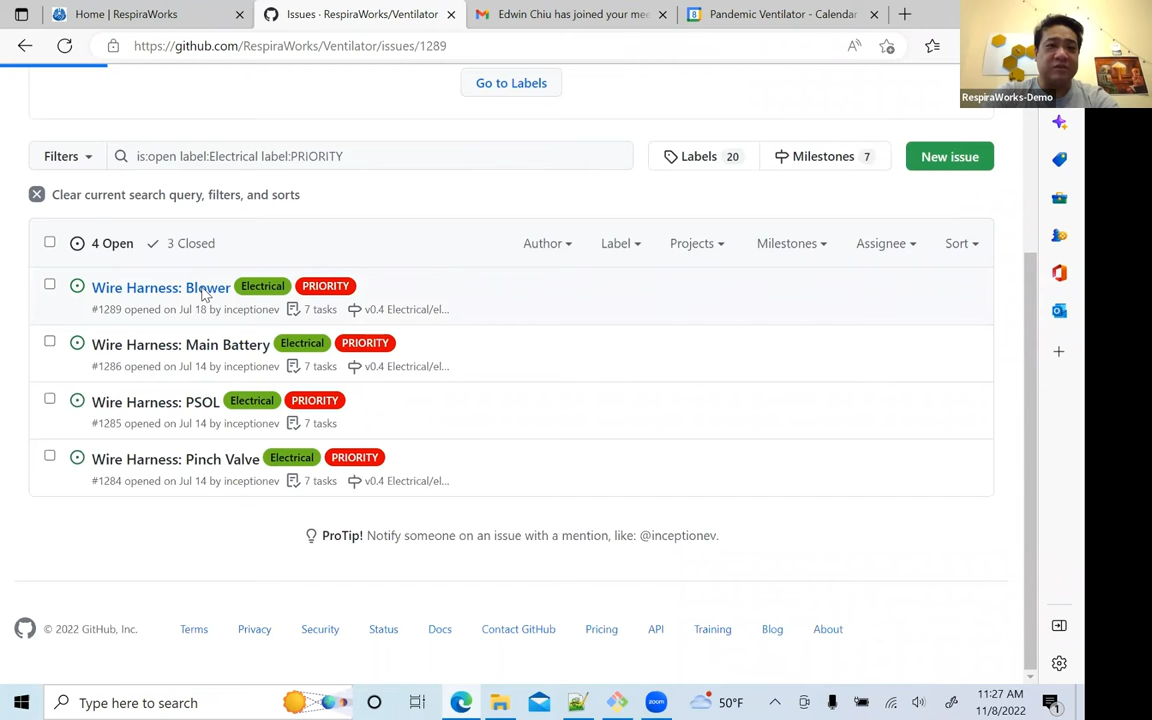 Home | RespiraWorks
Issues · RespiraWorks/Ventilator
Edwin Chiu has joined your mee
Pandemic Ventilator - Calendar
https://github.com/RespiraWorks/Ventilator/issues/1289
RespiraWorks-Demo
Go to Labels
Filters
is:open label:Electrical label:PRIORITY
Labels 20
Milestones 7
New issue
Clear current search query, filters, and sorts
4 Open
3 Closed
Author
Label
Projects
Milestones
Assignee
Sort
Wire Harness: Blower Electrical PRIORITY
#1289 opened on Jul 18 by inceptionev 7 tasks v0.4 Electrical/el...
Wire Harness: Main Battery Electrical PRIORITY
#1286 opened on Jul 14 by inceptionev 7 tasks v0.4 Electrical/el...
Wire Harness: PSOL Electrical PRIORITY
#1285 opened on Jul 14 by inceptionev 7 tasks
Wire Harness: Pinch Valve Electrical PRIORITY
#1284 opened on Jul 14 by inceptionev 7 tasks v0.4 Electrical/el...
ProTip! Notify someone on an issue with a mention, like: @inceptionev.
© 2022 GitHub, Inc.
Terms
Privacy
Security
Status
Docs
Contact GitHub
Pricing
API
Training
Blog
About
Type here to search
zoom
50°F
11:27 AM
11/8/2022
1